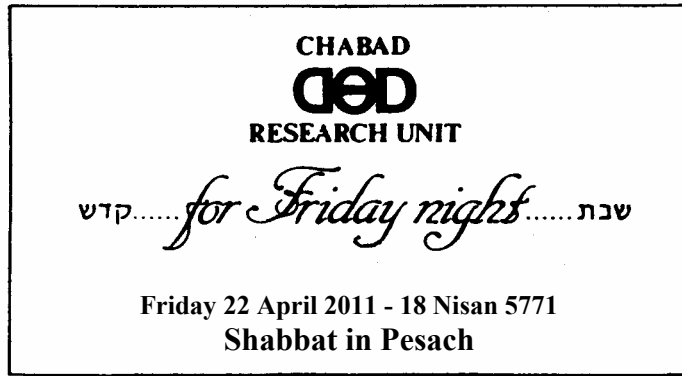 CHABAD
RESEARCH UNIT
קדש......for Friday night......שבת
Friday 22 April 2011 - 18 Nisan 5771
Shabbat in Pesach